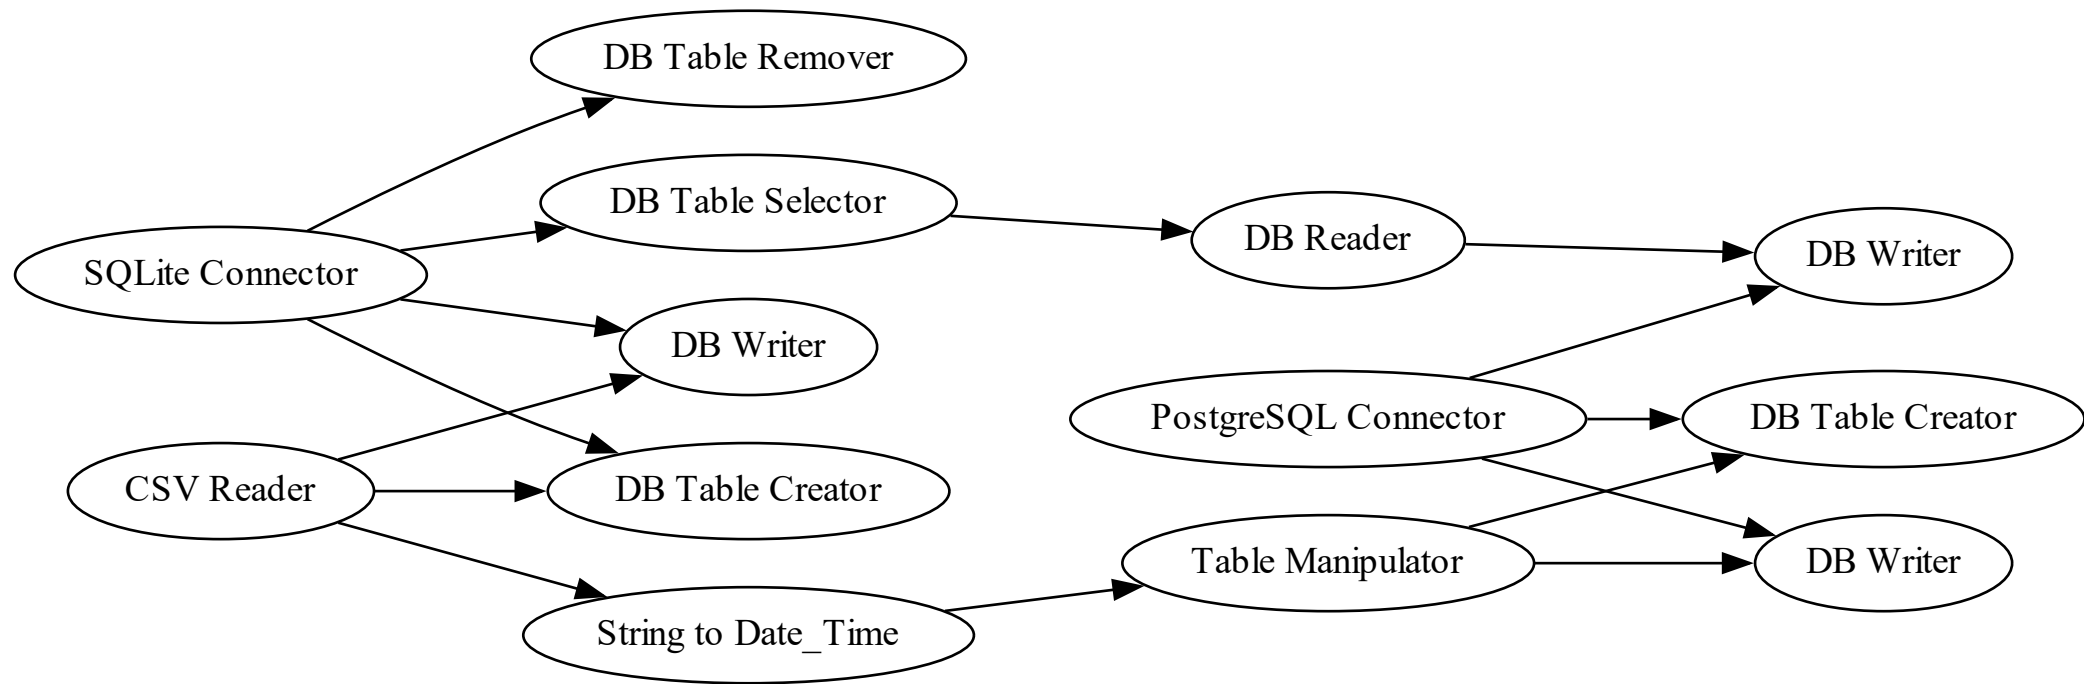 DB Table Remover
DB Table Selector
SQLite Connector
DB Reader
DB Writer
DB Writer
PostgreSQL Connector
DB Table Creator
CSV Reader
DB Table Creator
Table Manipulator
DB Writer
String to Date_Time